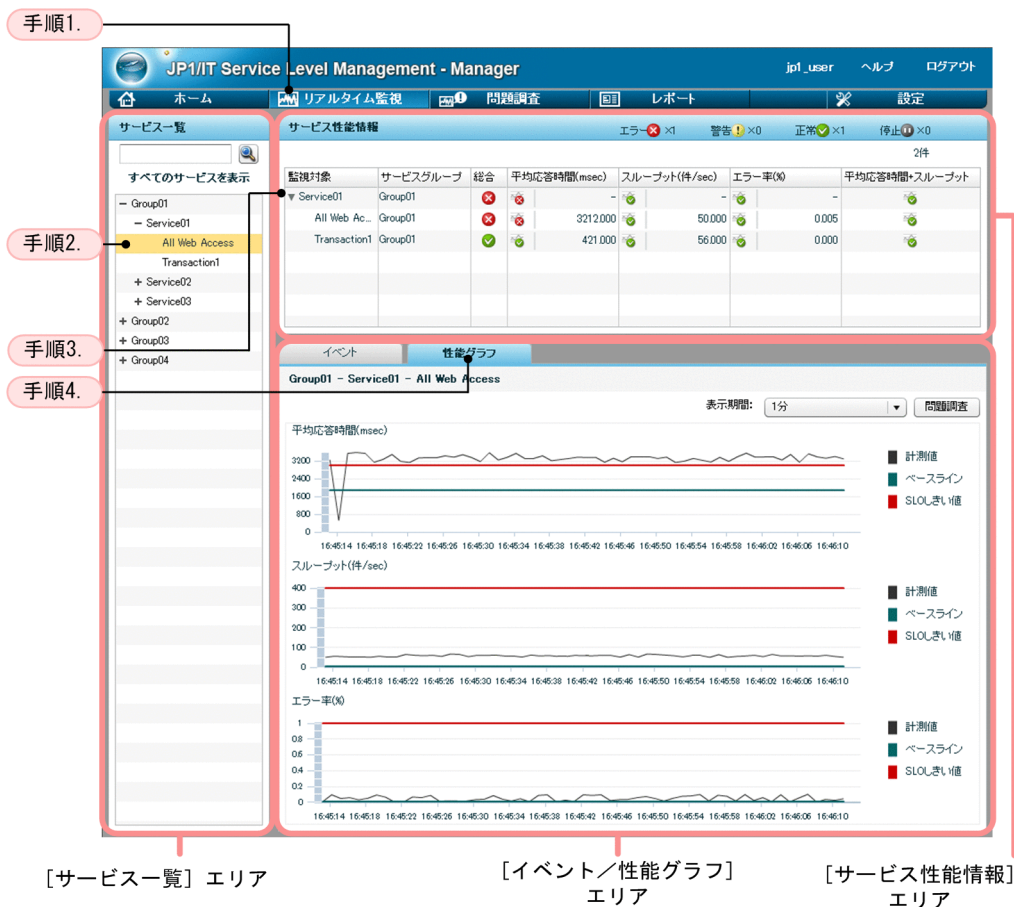 手順1.
JP1/IT Service Level Management - Manager
jp1_user ヘルプ ログアウト
ホーム リアルタイム監視 問題調査 レポート 設定
サービス一覧
すべてのサービスを表示
− Group01
− Service01
All Web Access
Transaction1
+ Service02
+ Service03
+ Group02
+ Group03
+ Group04
手順2.
手順3.
手順4.
サービス性能情報
エラー ×1 警告 ×0 正常 ×1 停止 ×0
2件
監視対象 サービスグループ 総合 平均応答時間(msec) スループット(件/sec) エラー率(%) 平均応答時間+スループット
▼ Service01 Group01 - - -
All Web Ac... Group01 3212.000 50.000 0.005
Transaction1 Group01 421.000 56.000 0.000
イベント 性能グラフ
Group01 - Service01 - All Web Access
表示期間: 1分 ▼ 問題調査
平均応答時間(msec)
3200
2400
1600
800
0
16:45:14 16:45:18 16:45:22 16:45:26 16:45:30 16:45:34 16:45:38 16:45:42 16:45:46 16:45:50 16:45:54 16:45:58 16:46:02 16:46:06 16:46:10
計測値
ベースライン
SLOしきい値
スループット(件/sec)
400
300
200
100
0
16:45:14 16:45:18 16:45:22 16:45:26 16:45:30 16:45:34 16:45:38 16:45:42 16:45:46 16:45:50 16:45:54 16:45:58 16:46:02 16:46:06 16:46:10
計測値
ベースライン
SLOしきい値
エラー率(%)
1
0.8
0.6
0.4
0.2
0
16:45:14 16:45:18 16:45:22 16:45:26 16:45:30 16:45:34 16:45:38 16:45:42 16:45:46 16:45:50 16:45:54 16:45:58 16:46:02 16:46:06 16:46:10
計測値
ベースライン
SLOしきい値
[サービス一覧] エリア
[イベント／性能グラフ]
エリア
[サービス性能情報]
エリア